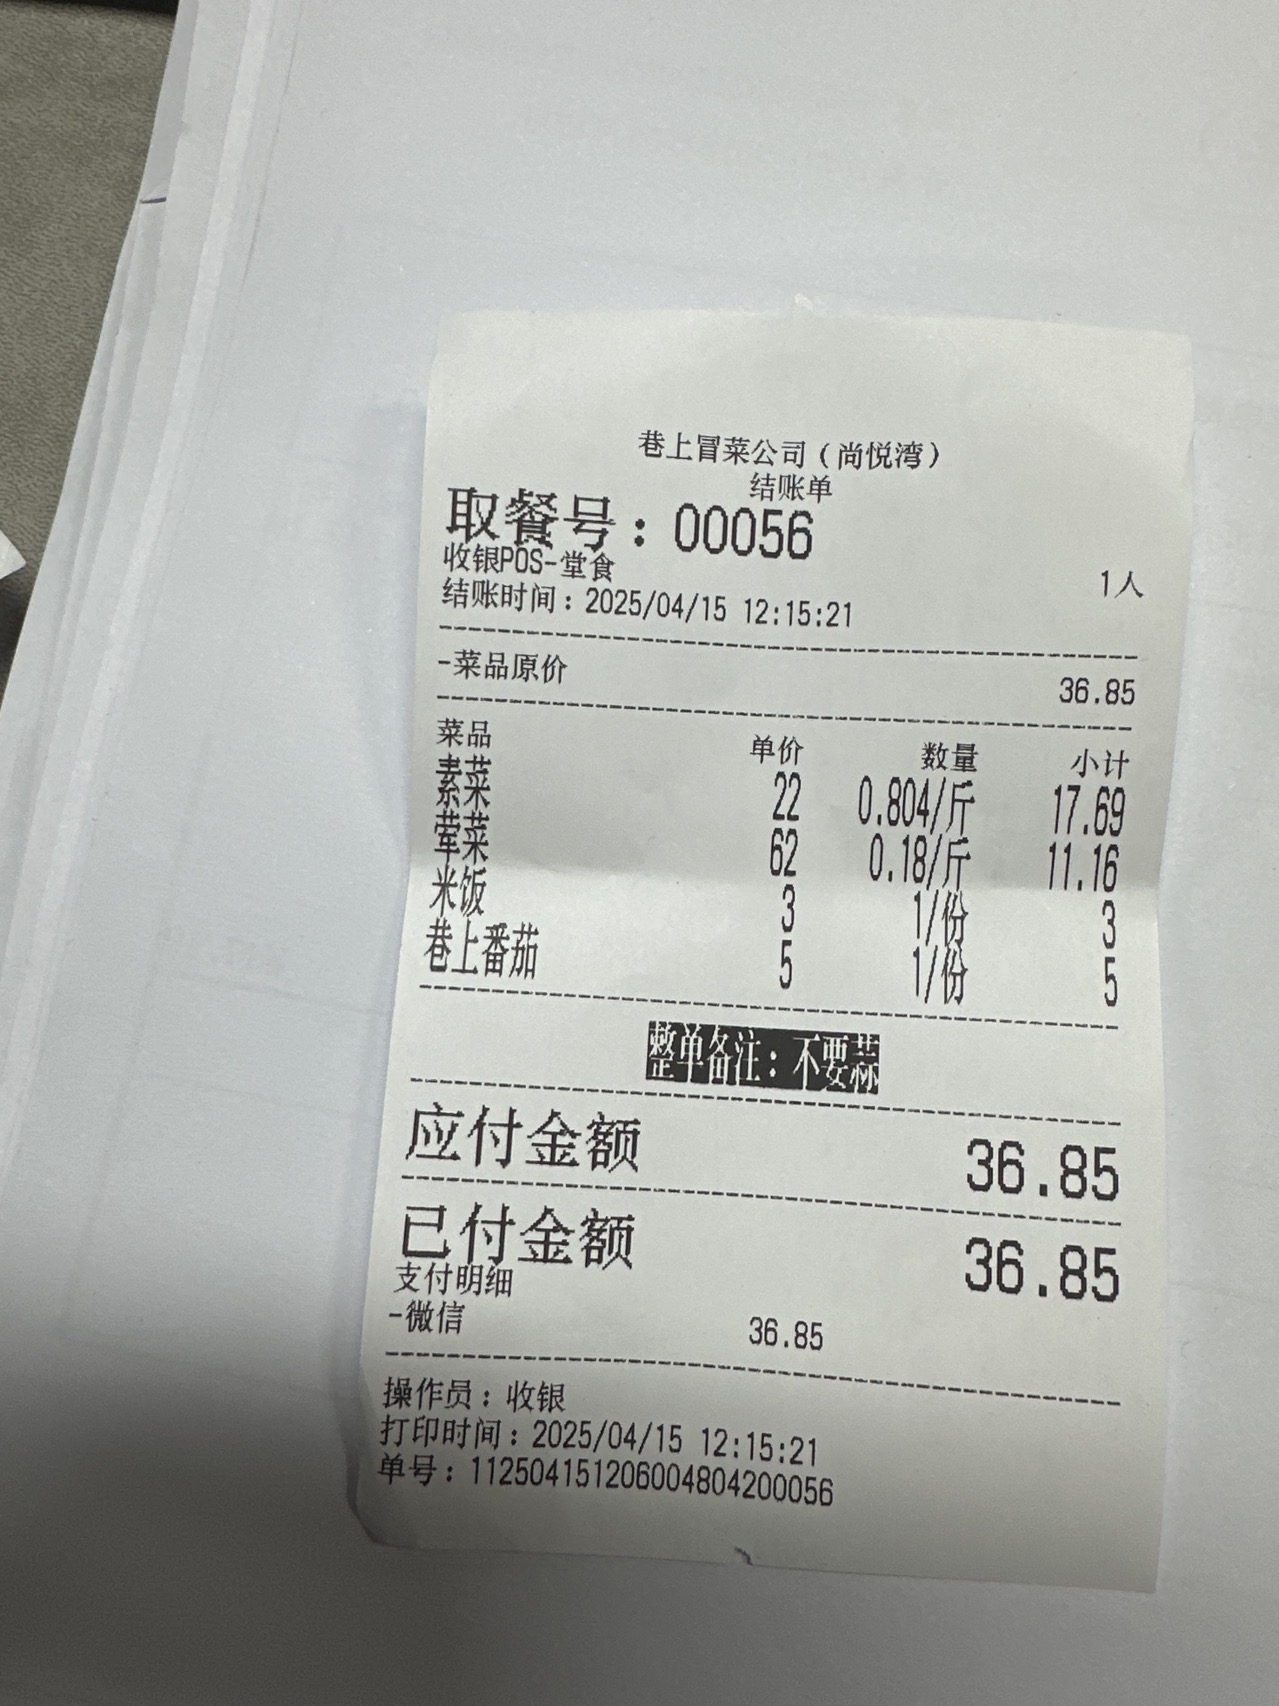 巷上冒菜公司（尚悦湾）
结账单
取餐号：00056
收银POS-堂食 1人
结账时间：2025/04/15 12:15:21
-菜品原价 36.85
菜品 单价 数量 小计
素菜 22 0.804/斤 17.69
荤菜 62 0.18/斤 11.16
米饭 3 1/份 3
巷上番茄 5 1/份 5
整单备注：不要蒜
应付金额 36.85
已付金额 36.85
支付明细
-微信 36.85
操作员：收银
打印时间：2025/04/15 12:15:21
单号：1125041512060048042​00056